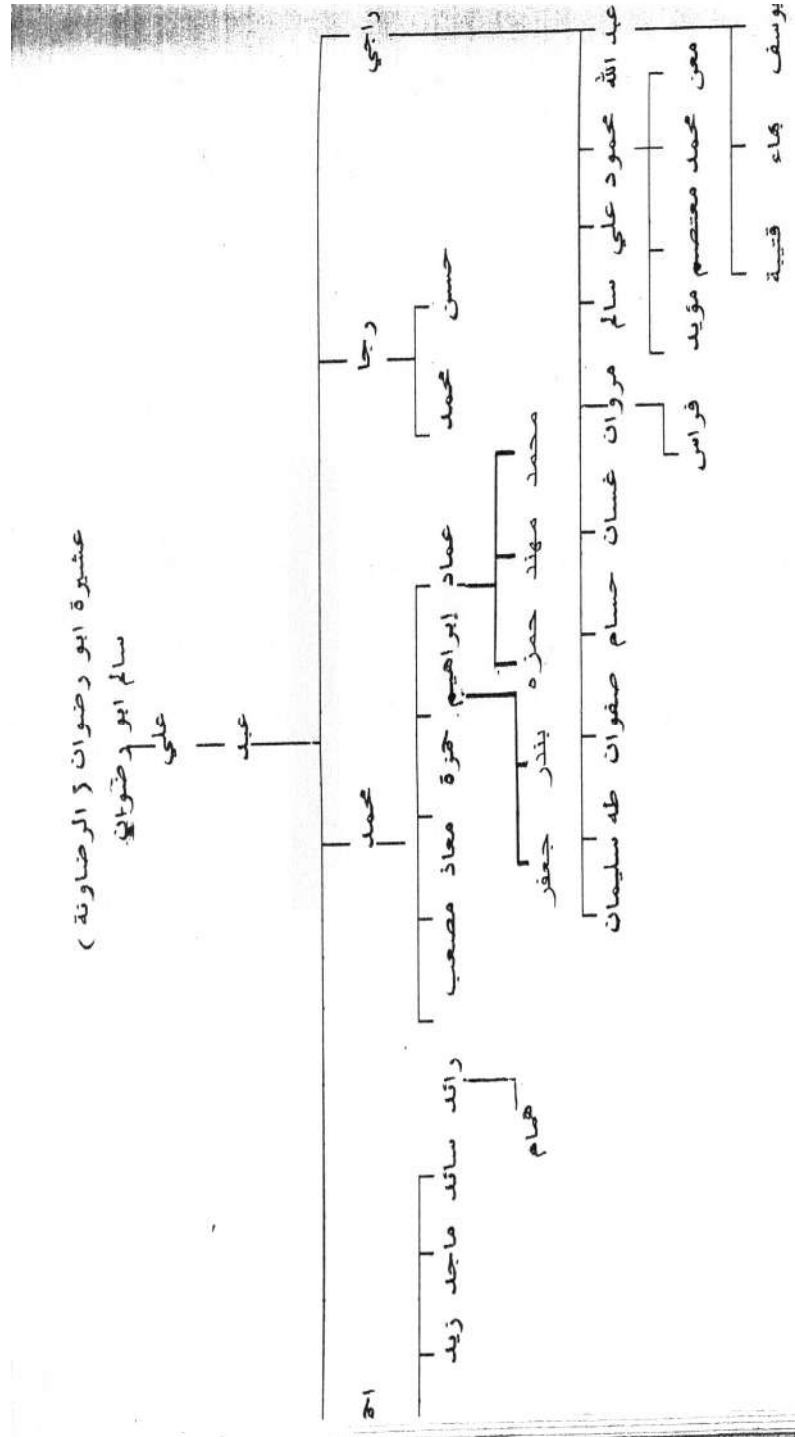 عشيرة ابو رضوان ( الرضاونة )
سالم ابو رضوان
علي
عبد
راجي رجا محمد
حسن محمد عماد إبراهيم حمزة معاذ مصعب رائد سائد ماجد زيد
محمد مهند حمزه بندر جعفر همام
عبد الله محمود علي سالم مروان غسان حسام صفوان طه سليمان
معن محمد معتصم مؤيد فراس
يوسف بهاء قتيبة